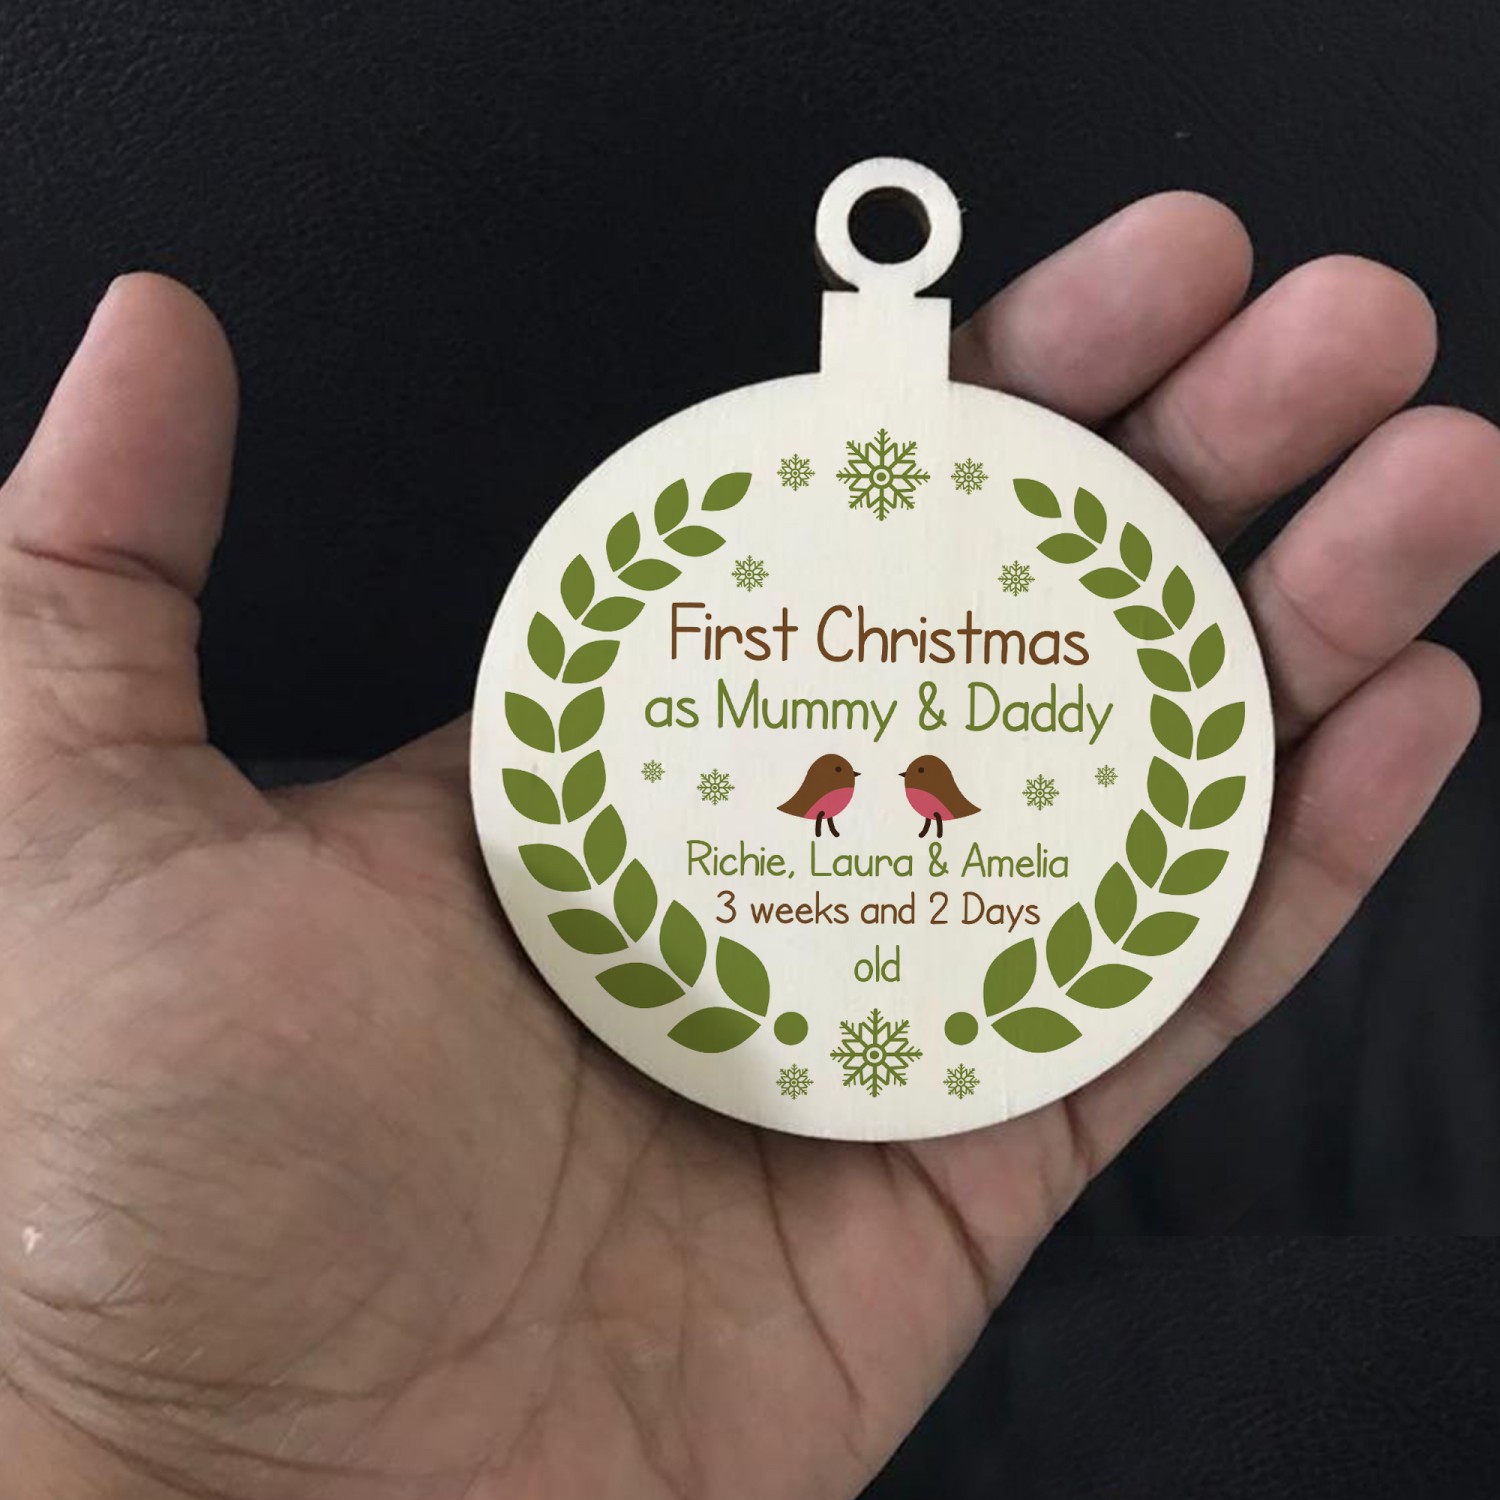 First Christmas
as Mummy & Daddy
Richie, Laura & Amelia
3 weeks and 2 Days
old